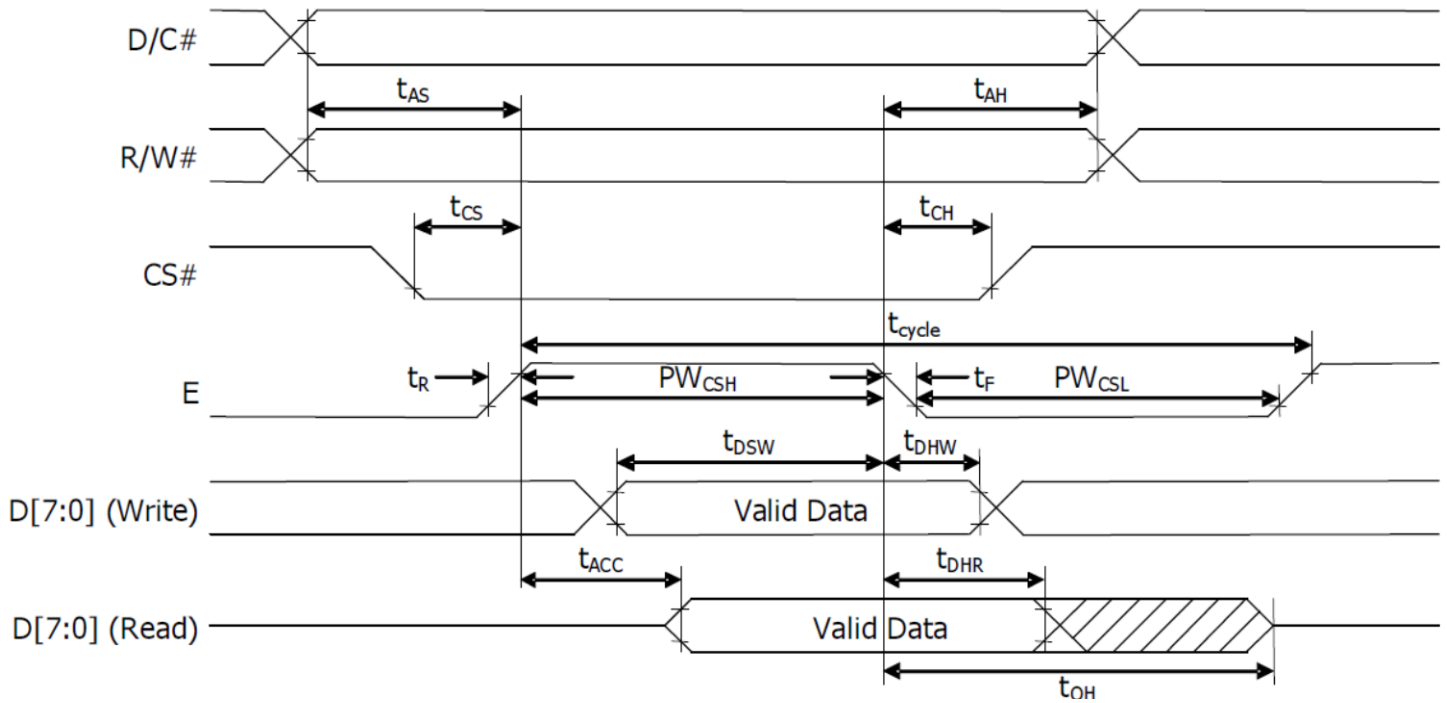 D/C#
tAS
tAH
R/W#
tCS
tCH
CS#
tcycle
E
tR
PWCSH
tF
PWCSL
tDSW
tDHW
D[7:0] (Write)
Valid Data
tACC
tDHR
D[7:0] (Read)
Valid Data
tOH